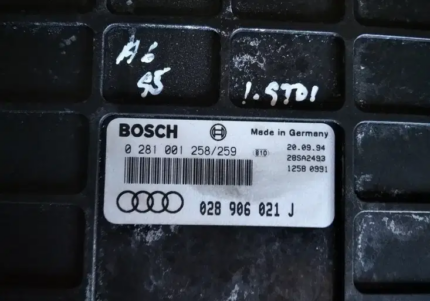 A6
95
1.9TDI
BOSCH
Made in Germany
0 281 001 258/259
B10
20.09.94
28SA2493
1258 0991
028 906 021 J